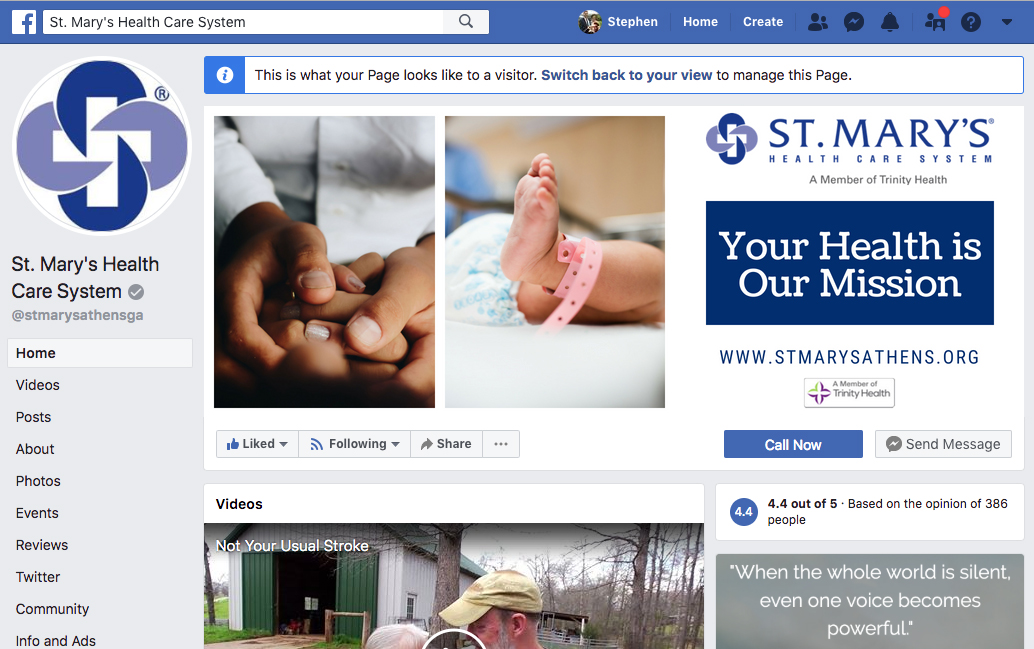 St. Mary's Health Care System
Stephen
Home
Create
This is what your Page looks like to a visitor. Switch back to your view to manage this Page.
®
St. Mary's Health
Care System
@stmarysathensga
Home
Videos
Posts
About
Photos
Events
Reviews
Twitter
Community
Info and Ads
ST. MARY'S®
HEALTH CARE SYSTEM
A Member of Trinity Health
Your Health is
Our Mission
WWW.STMARYSATHENS.ORG
A Member of
Trinity Health
Liked
Following
Share
Call Now
Send Message
Videos
Not Your Usual Stroke
4.4
4.4 out of 5 · Based on the opinion of 386
people
"When the whole world is silent,
even one voice becomes
powerful."